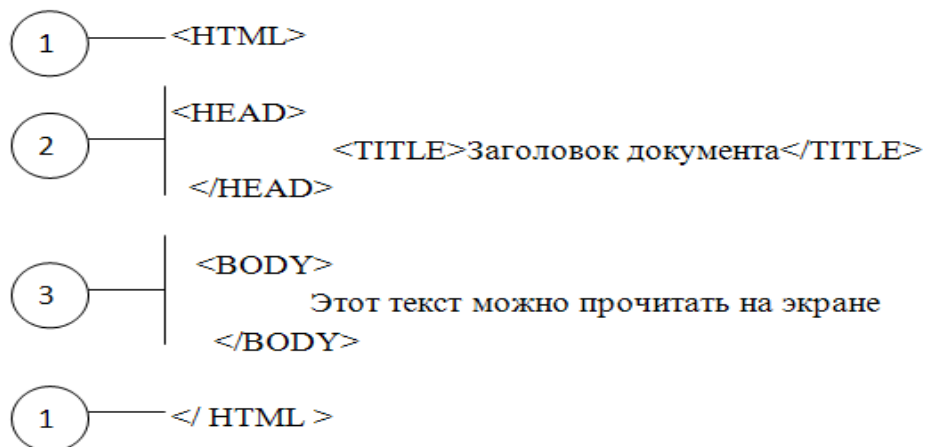 1 <HTML>
<HEAD>
2 <TITLE>Заголовок документа</TITLE>
</HEAD>
<BODY>
3 Этот текст можно прочитать на экране
</BODY>
1 </ HTML >